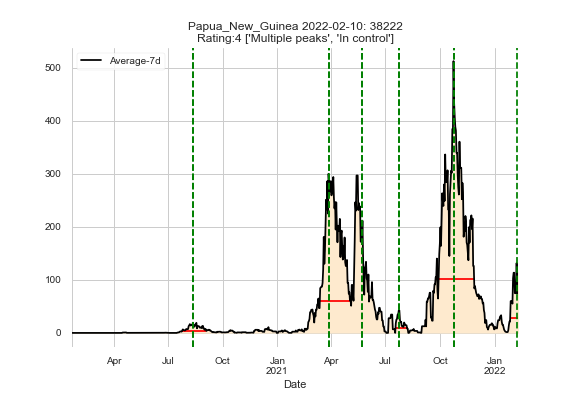 Papua_New_Guinea 2022-02-10: 38222
Rating:4 ['Multiple peaks', 'In control']
Average-7d
500
400
300
200
100
0
Apr
Jul
Oct
Jan
2021
Apr
Jul
Oct
Jan
2022
Date